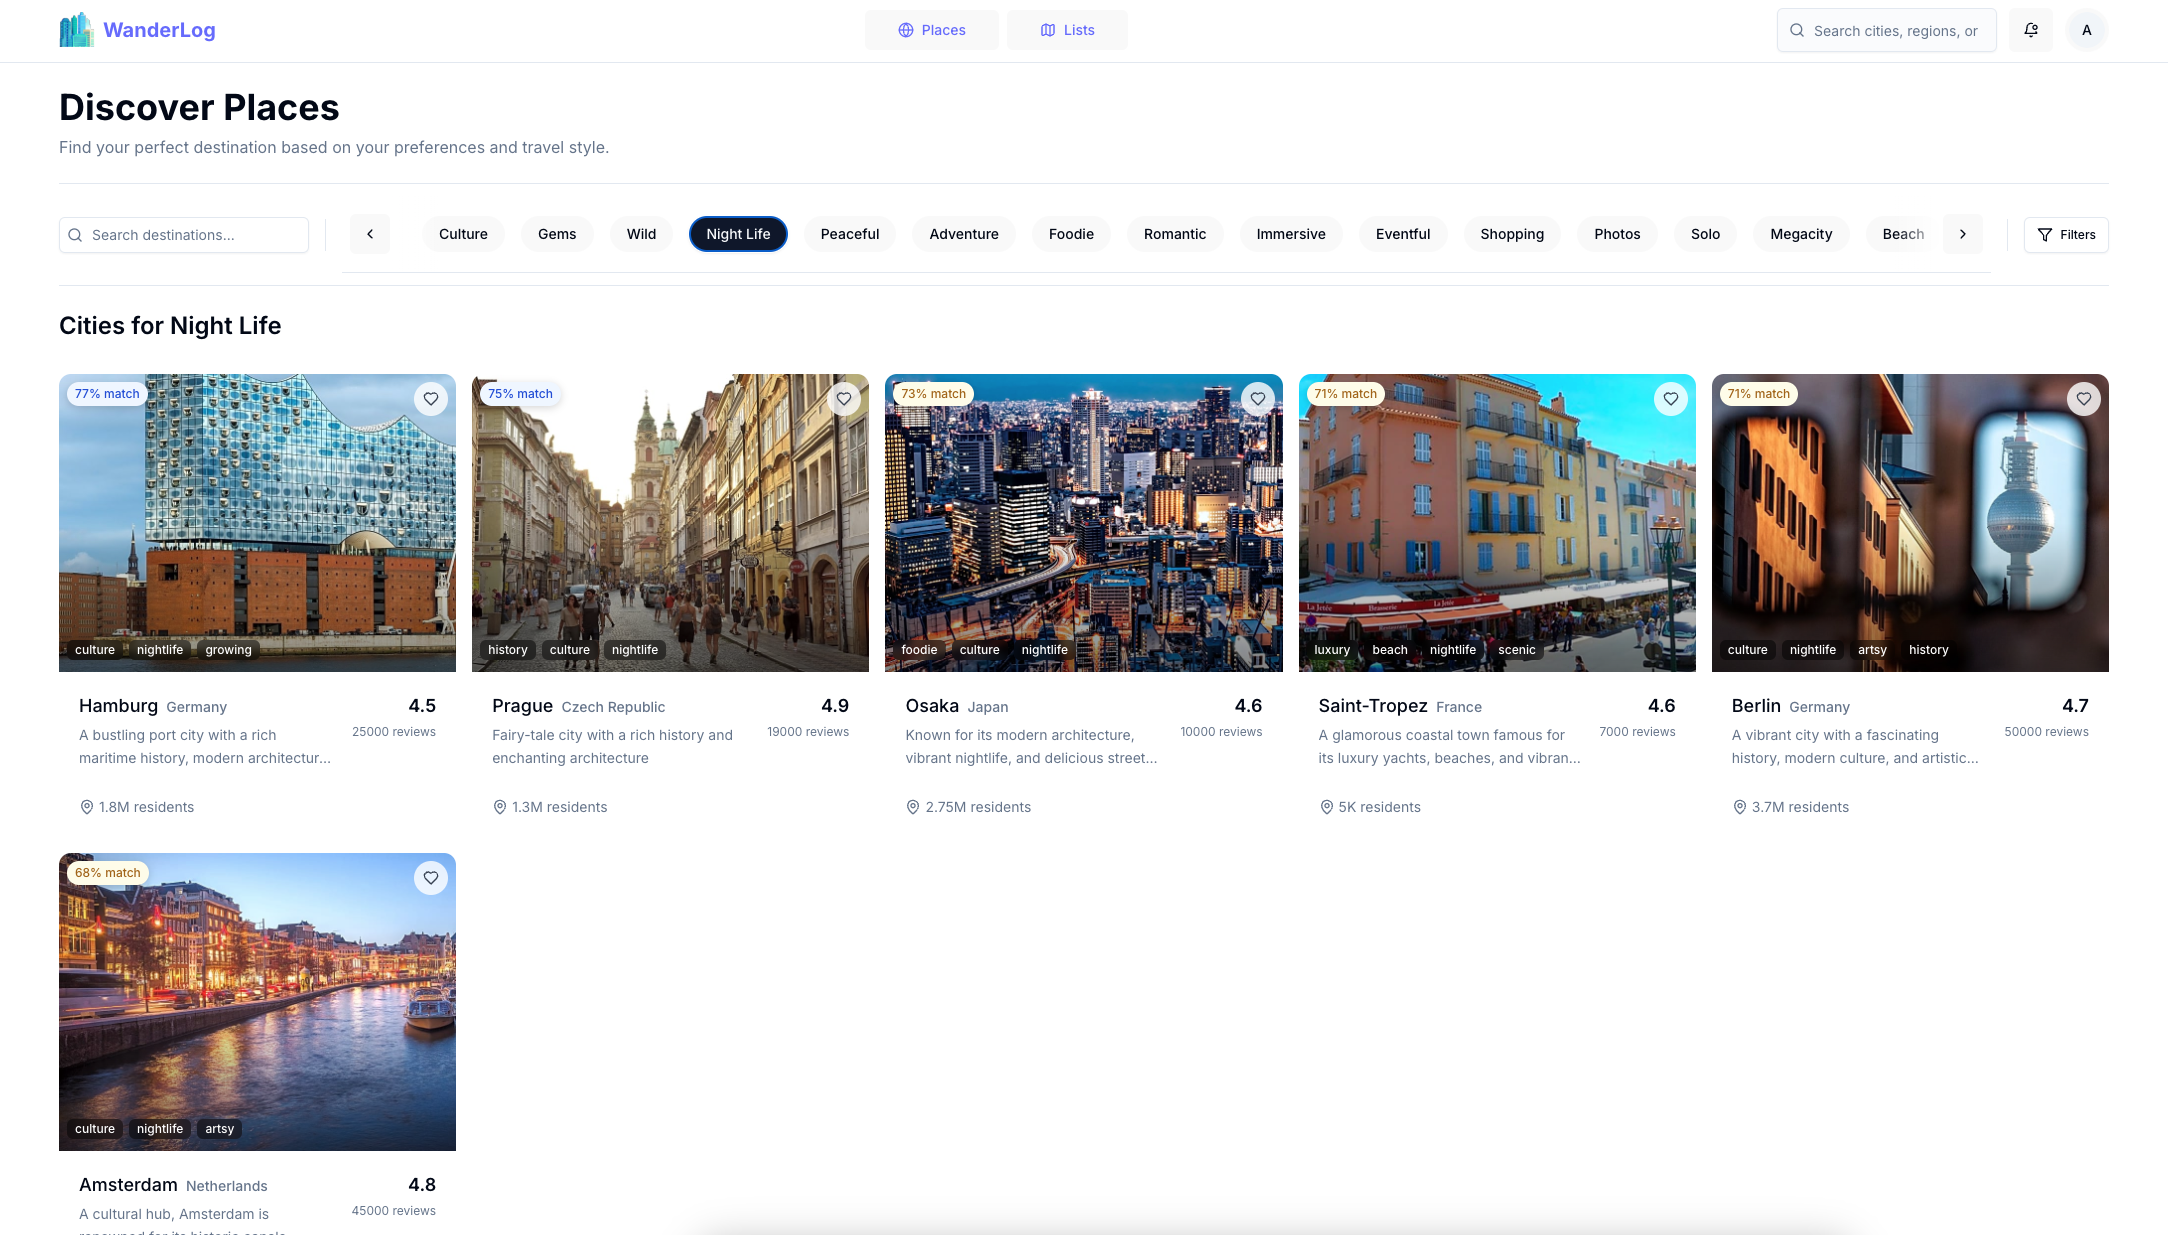 WanderLog
Places
Lists
Search cities, regions, or
A
Discover Places
Find your perfect destination based on your preferences and travel style.
Search destinations...
Culture
Gems
Wild
Night Life
Peaceful
Adventure
Foodie
Romantic
Immersive
Eventful
Shopping
Photos
Solo
Megacity
Beach
Filters
Cities for Night Life
77% match
culture nightlife growing
Hamburg Germany
4.5
A bustling port city with a rich
maritime history, modern architectur...
25000 reviews
1.8M residents
75% match
history culture nightlife
Prague Czech Republic
4.9
Fairy-tale city with a rich history and
enchanting architecture
19000 reviews
1.3M residents
73% match
foodie culture nightlife
Osaka Japan
4.6
Known for its modern architecture,
vibrant nightlife, and delicious street...
10000 reviews
2.75M residents
71% match
La Jetée Brasserie La Jetée
luxury beach nightlife scenic
Saint-Tropez France
4.6
A glamorous coastal town famous for
its luxury yachts, beaches, and vibran...
7000 reviews
5K residents
71% match
culture nightlife artsy history
Berlin Germany
4.7
A vibrant city with a fascinating
history, modern culture, and artistic...
50000 reviews
3.7M residents
68% match
culture nightlife artsy
Amsterdam Netherlands
4.8
A cultural hub, Amsterdam is
45000 reviews